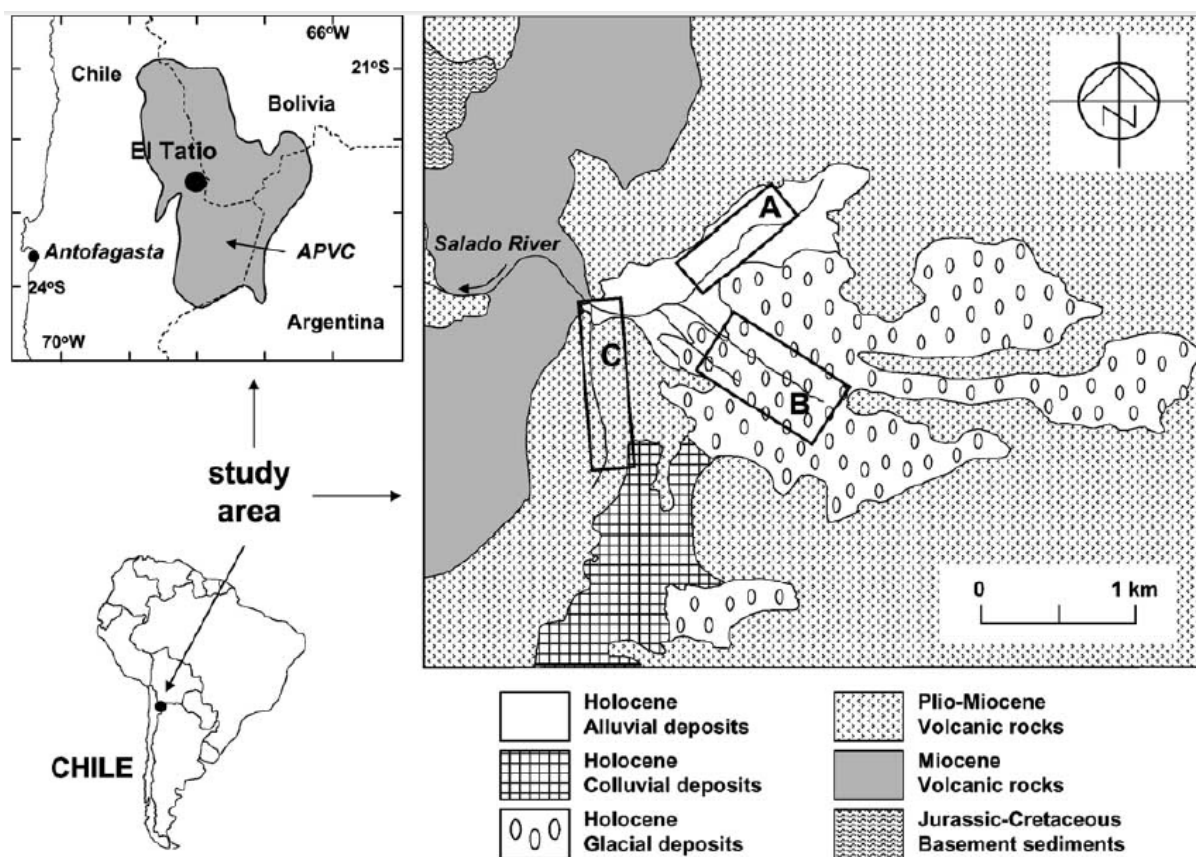 66°W
21°S
Chile
Bolivia
El Tatio
Antofagasta
APVC
24°S
Argentina
70°W
study
area
CHILE
N
A
Salado River
C
B
0 1 km
Holocene
Alluvial deposits
Holocene
Colluvial deposits
Holocene
Glacial deposits
Plio-Miocene
Volcanic rocks
Miocene
Volcanic rocks
Jurassic-Cretaceous
Basement sediments